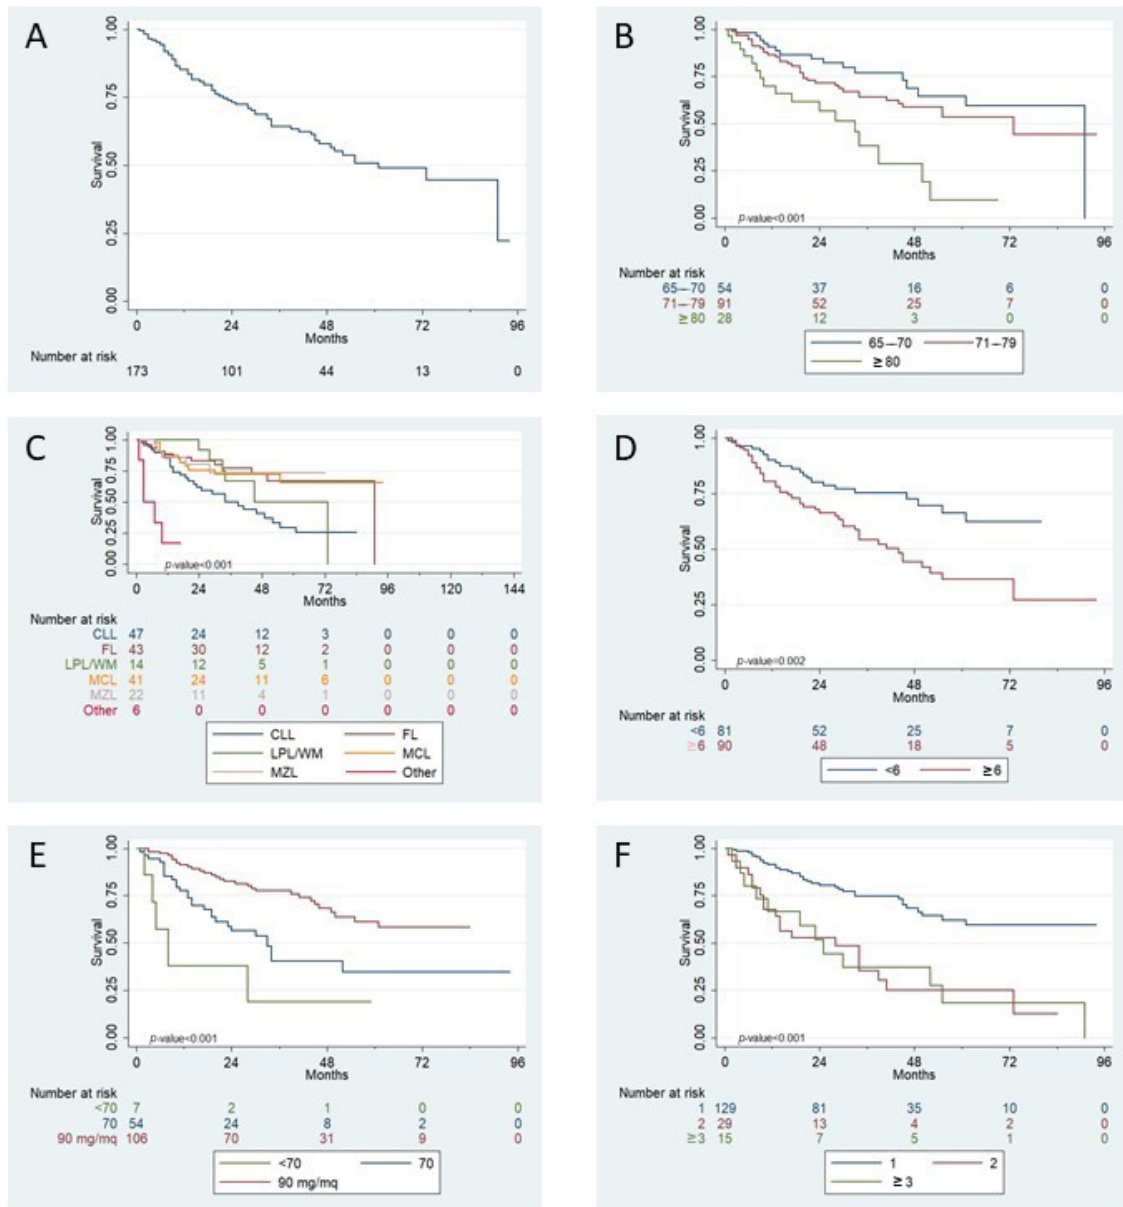 A
1.00
0.75
0.50
0.25
0.00
Survival
0 24 48 72 96
Months
Number at risk
173 101 44 13 0
B
1.00
0.75
0.50
0.25
0.00
Survival
p-value<0.001
0 24 48 72 96
Months
Number at risk
65–70 54 37 16 6 0
71–79 91 52 25 7 0
≥80 28 12 3 0 0
65–70 71–79
≥80
C
1.00
0.75
0.50
0.25
0.00
Survival
p-value<0.001
0 24 48 72 96 120 144
Months
Number at risk
CLL 47 24 12 3 0 0 0
FL 43 30 12 2 0 0 0
LPL/WM 14 12 5 1 0 0 0
MCL 41 24 11 6 0 0 0
MZL 22 11 4 1 0 0 0
Other 6 0 0 0 0 0 0
CLL FL
LPL/WM MCL
MZL Other
D
1.00
0.75
0.50
0.25
0.00
Survival
p-value=0.002
0 24 48 72 96
Months
Number at risk
<6 81 52 25 7 0
≥6 90 48 18 5 0
<6 ≥6
E
1.00
0.75
0.50
0.25
0.00
Survival
p-value<0.001
0 24 48 72 96
Months
Number at risk
<70 7 2 1 0 0
70 54 24 8 2 0
90 mg/mq 106 70 31 9 0
<70 70
90 mg/mq
F
1.00
0.75
0.50
0.25
0.00
Survival
p-value<0.001
0 24 48 72 96
Months
Number at risk
1 129 81 35 10 0
2 29 13 4 2 0
≥3 15 7 5 1 0
1 2
≥3